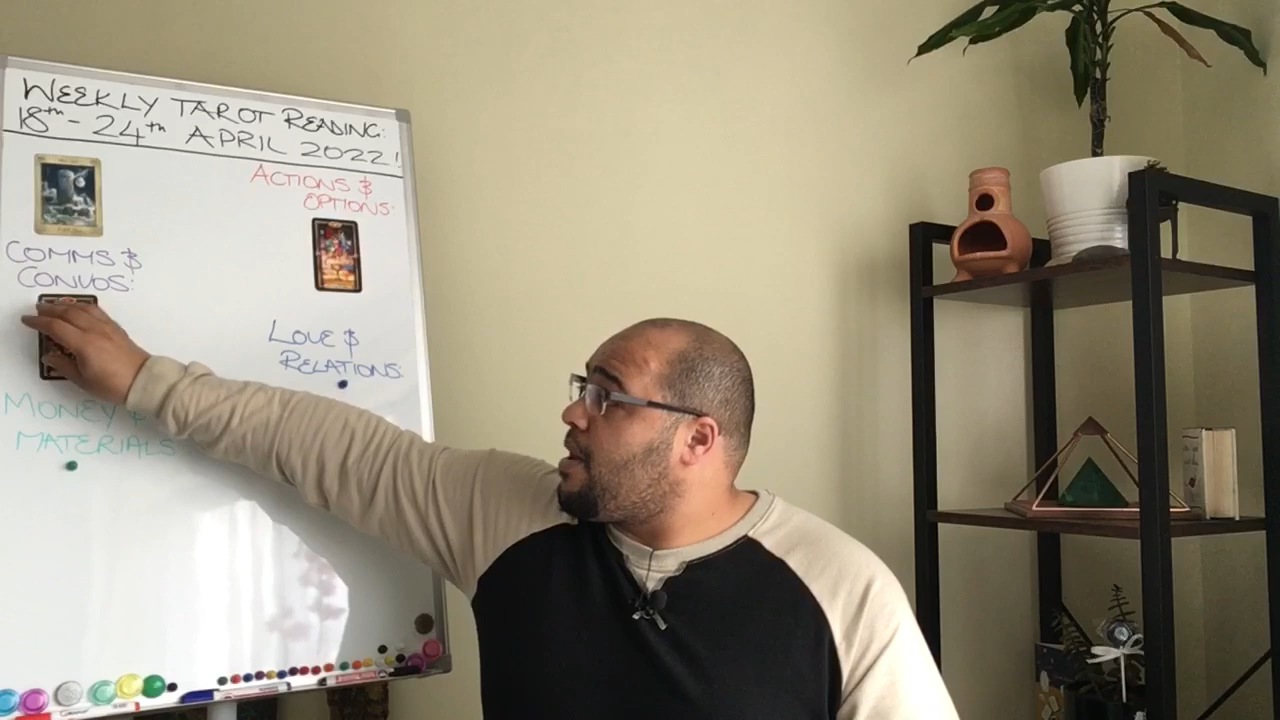 WEEKLY TAROT READING:
18th - 24th APRIL 2022!
ACTIONS &
OPTIONS:
COMMS &
CONVOS:
LOVE &
RELATIONS:
MONEY &
MATERIALS